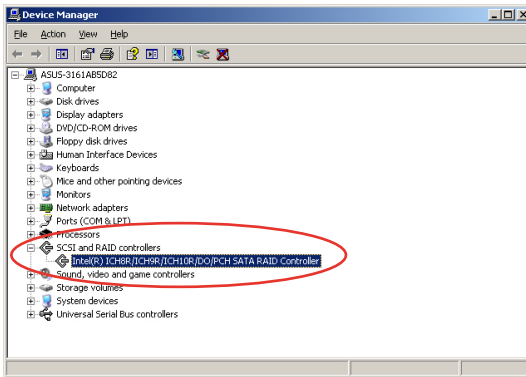 Device Manager
File Action View Help
ASUS-3161AB5D82
Computer
Disk drives
Display adapters
DVD/CD-ROM drives
Floppy disk drives
Human Interface Devices
Keyboards
Mice and other pointing devices
Monitors
Network adapters
Ports (COM & LPT)
Processors
SCSI and RAID controllers
Intel(R) ICH8R/ICH9R/ICH10R/DO/PCH SATA RAID Controller
Sound, video and game controllers
Storage volumes
System devices
Universal Serial Bus controllers